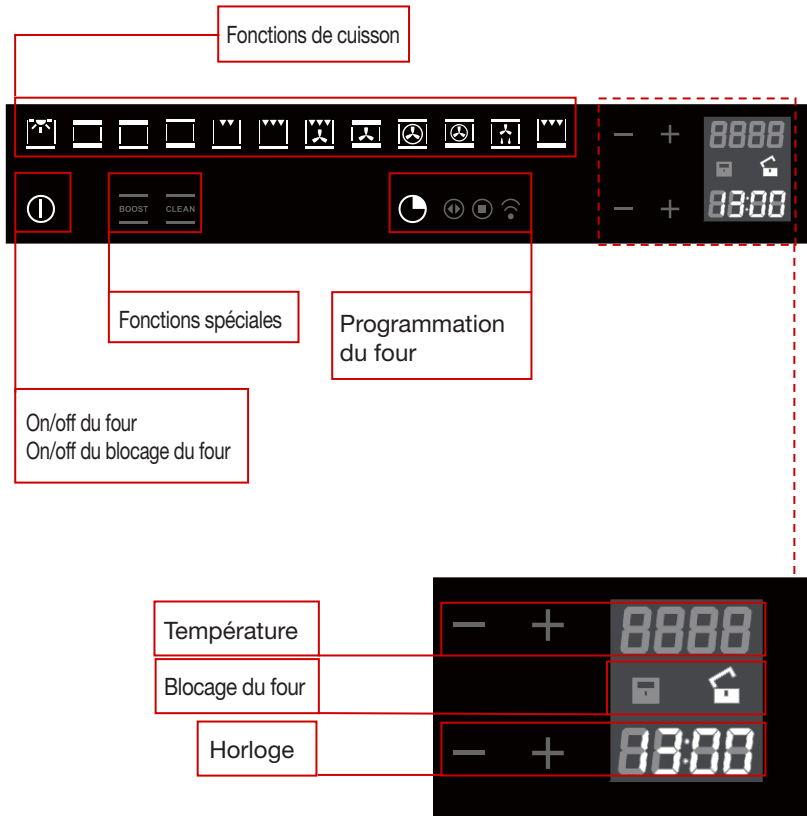 Fonctions de cuisson
8888
BOOST CLEAN
13:00
Fonctions spéciales
Programmation
du four
On/off du four
On/off du blocage du four
Température
8888
Blocage du four
Horloge
13:00